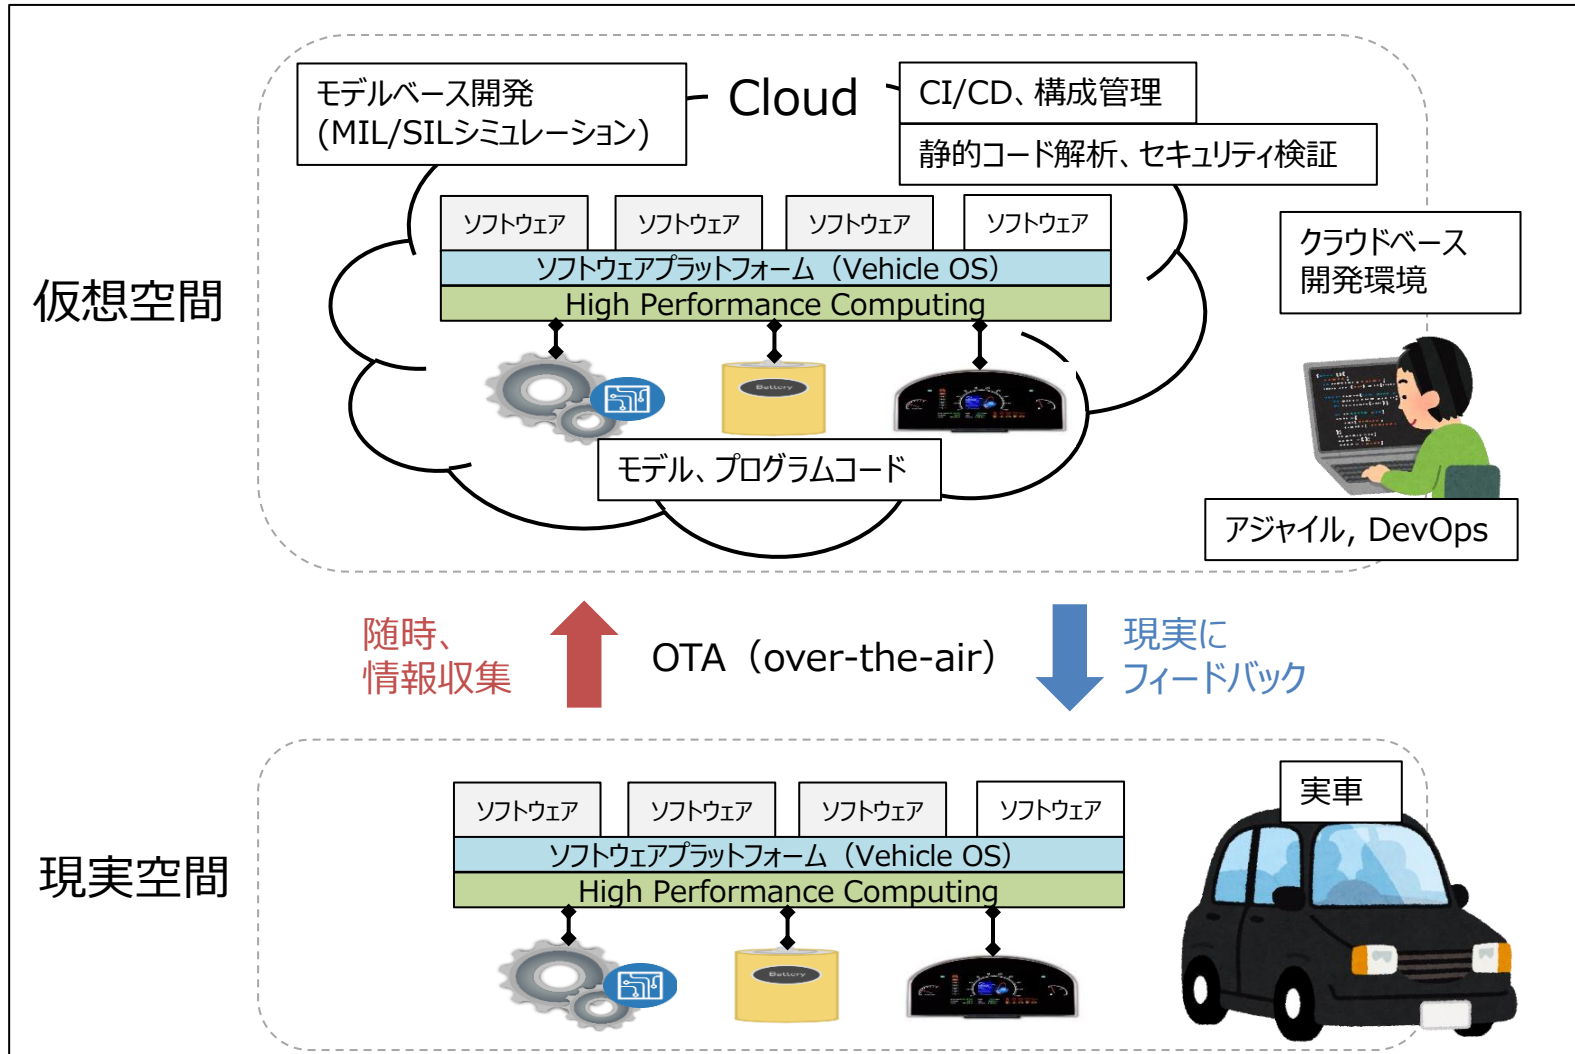 モデルベース開発
(MIL/SILシミュレーション)
Cloud
CI/CD、構成管理
静的コード解析、セキュリティ検証
ソフトウェア
ソフトウェア
ソフトウェア
ソフトウェア
ソフトウェアプラットフォーム（Vehicle OS）
High Performance Computing
クラウドベース
開発環境
仮想空間
Battery
モデル、プログラムコード
アジャイル, DevOps
随時、
情報収集
OTA（over-the-air）
現実に
フィードバック
実車
ソフトウェア
ソフトウェア
ソフトウェア
ソフトウェア
ソフトウェアプラットフォーム（Vehicle OS）
High Performance Computing
現実空間
Battery